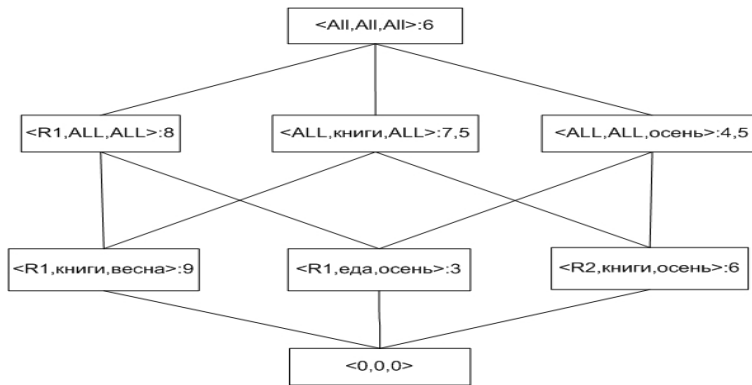 <All,All,All>:6
<R1,ALL,ALL>:8
<ALL,книги,ALL>:7,5
<ALL,ALL,осень>:4,5
<R1,книги,весна>:9
<R1,еда,осень>:3
<R2,книги,осень>:6
<0,0,0>